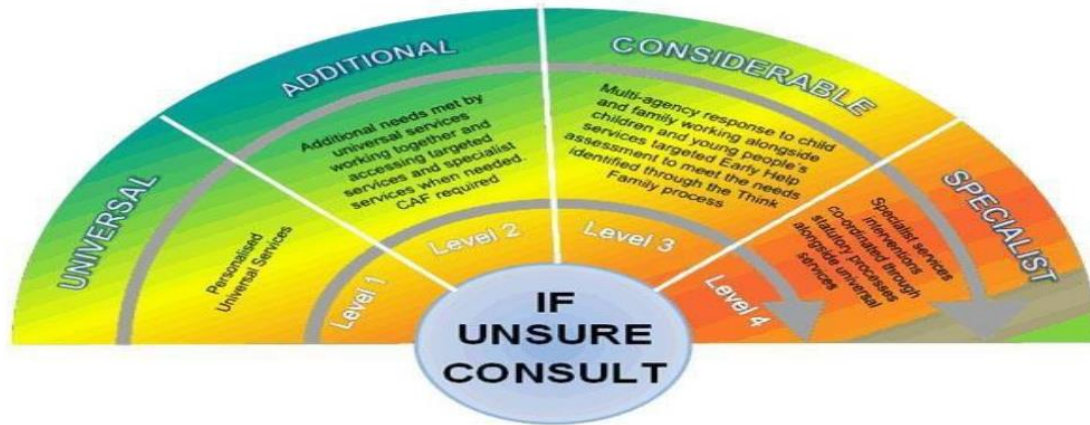 UNIVERSAL
Personalised
Universal Services
Level 1
ADDITIONAL
Additional needs met by
universal services
working together and
accessing targeted
services and specialist
services when needed.
CAF required
Level 2
CONSIDERABLE
Multi-agency response to child
and family working alongside
children and young people's
services targeted Early Help
assessment to meet the needs
identified through the Think
Family process
Level 3
SPECIALIST
Specialist services
interventions
co-ordinated through
statutory processes
alongside universal
services
Level 4
IF
UNSURE
CONSULT